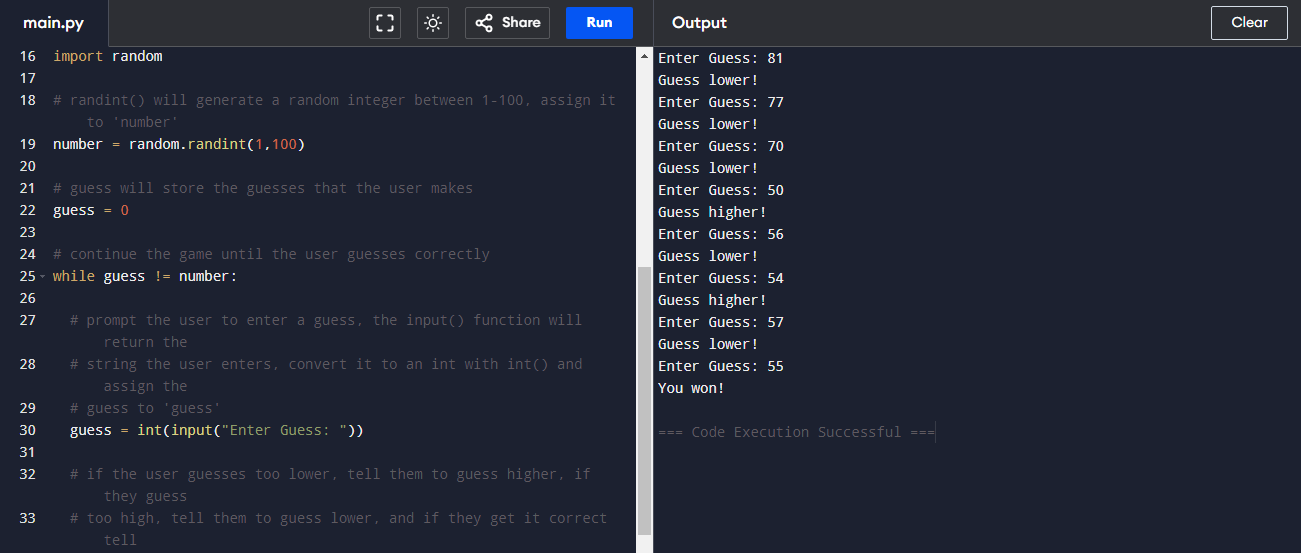 main.py
Share
Run
Output
Clear
16 import random
17
18 # randint() will generate a random integer between 1-100, assign it
to 'number'
19 number = random.randint(1,100)
20
21 # guess will store the guesses that the user makes
22 guess = 0
23
24 # continue the game until the user guesses correctly
25 while guess != number:
26
27 # prompt the user to enter a guess, the input() function will
return the
28 # string the user enters, convert it to an int with int() and
assign the
29 # guess to 'guess'
30 guess = int(input("Enter Guess: "))
31
32 # if the user guesses too lower, tell them to guess higher, if
they guess
33 # too high, tell them to guess lower, and if they get it correct
tell
Enter Guess: 81
Guess lower!
Enter Guess: 77
Guess lower!
Enter Guess: 70
Guess lower!
Enter Guess: 50
Guess higher!
Enter Guess: 56
Guess lower!
Enter Guess: 54
Guess higher!
Enter Guess: 57
Guess lower!
Enter Guess: 55
You won!
=== Code Execution Successful ===